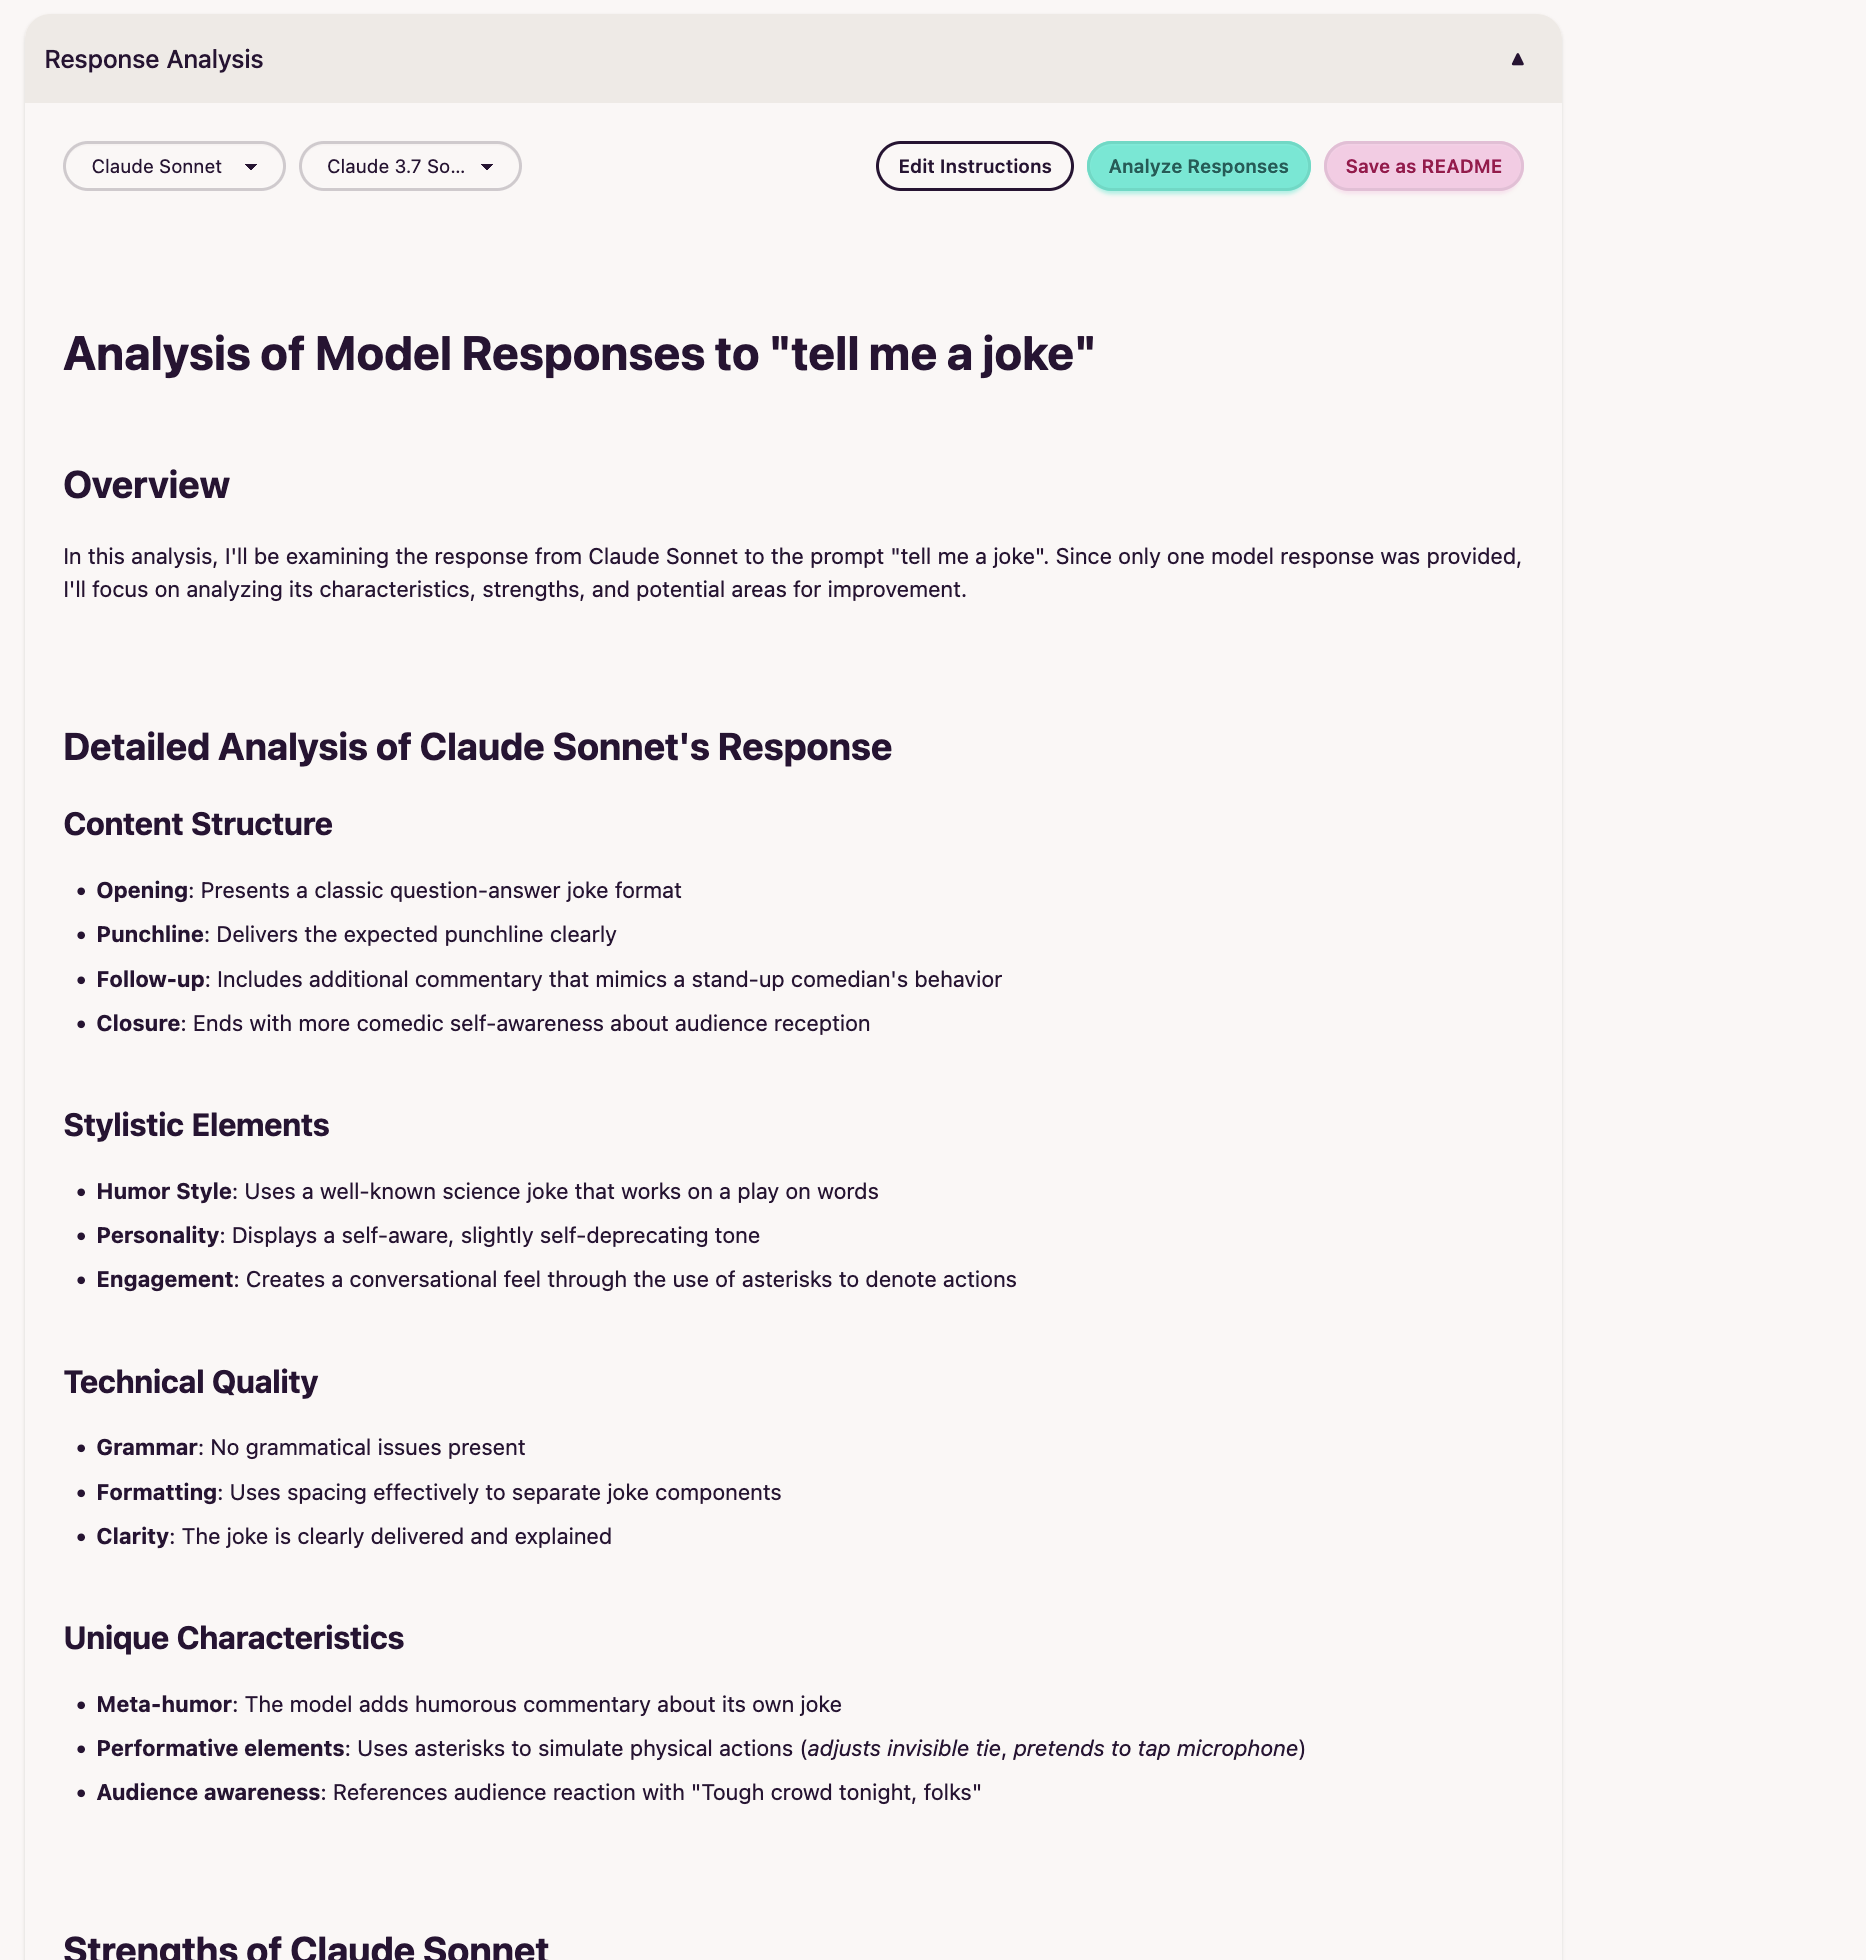 Response Analysis
Claude Sonnet
Claude 3.7 So...
Edit Instructions
Analyze Responses
Save as README
Analysis of Model Responses to "tell me a joke"
Overview
In this analysis, I'll be examining the response from Claude Sonnet to the prompt "tell me a joke". Since only one model response was provided,
I'll focus on analyzing its characteristics, strengths, and potential areas for improvement.
Detailed Analysis of Claude Sonnet's Response
Content Structure
• Opening: Presents a classic question-answer joke format
• Punchline: Delivers the expected punchline clearly
• Follow-up: Includes additional commentary that mimics a stand-up comedian's behavior
• Closure: Ends with more comedic self-awareness about audience reception
Stylistic Elements
• Humor Style: Uses a well-known science joke that works on a play on words
• Personality: Displays a self-aware, slightly self-deprecating tone
• Engagement: Creates a conversational feel through the use of asterisks to denote actions
Technical Quality
• Grammar: No grammatical issues present
• Formatting: Uses spacing effectively to separate joke components
• Clarity: The joke is clearly delivered and explained
Unique Characteristics
• Meta-humor: The model adds humorous commentary about its own joke
• Performative elements: Uses asterisks to simulate physical actions (adjusts invisible tie, pretends to tap microphone)
• Audience awareness: References audience reaction with "Tough crowd tonight, folks"
Strengths of Claude Sonnet